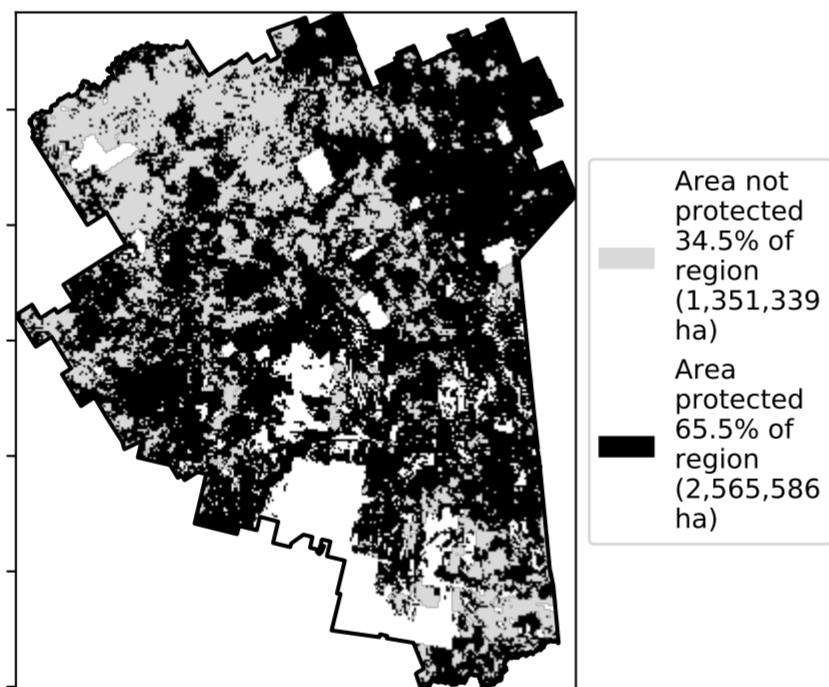 Area not
protected
34.5% of
region
(1,351,339
ha)
Area
protected
65.5% of
region
(2,565,586
ha)